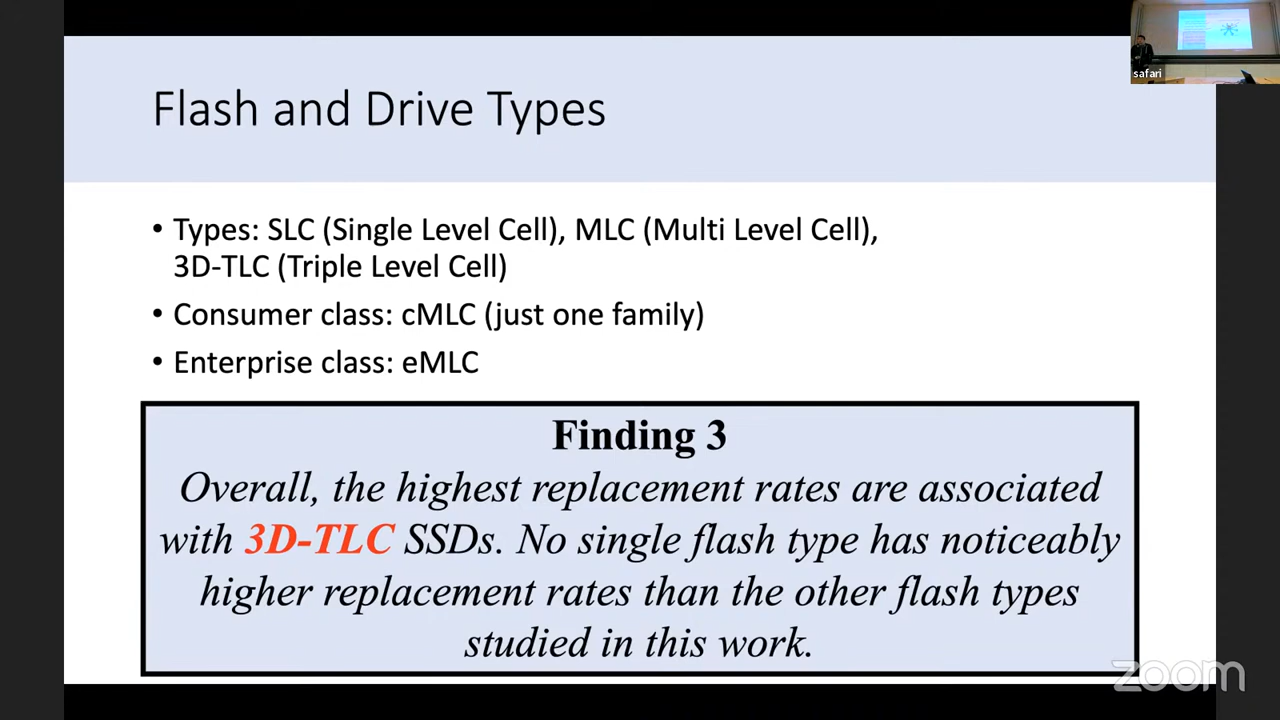 safari
Flash and Drive Types
• Types: SLC (Single Level Cell), MLC (Multi Level Cell),
3D-TLC (Triple Level Cell)
• Consumer class: cMLC (just one family)
• Enterprise class: eMLC
Finding 3
Overall, the highest replacement rates are associated
with 3D-TLC SSDs. No single flash type has noticeably
higher replacement rates than the other flash types
studied in this work.
zoom